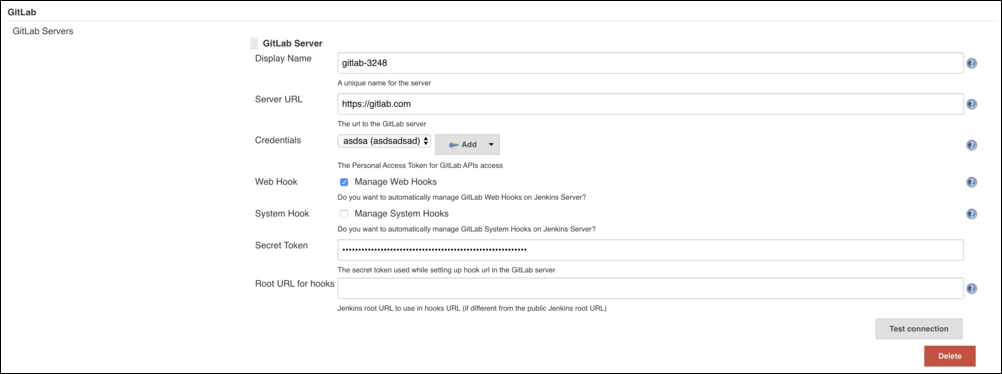 GitLab
GitLab Servers
GitLab Server
Display Name
gitlab-3248
A unique name for the server
Server URL
https://gitlab.com
The url to the GitLab server
Credentials
asdsa (asdsadsad)
Add
The Personal Access Token for GitLab APIs access
Web Hook
Manage Web Hooks
Do you want to automatically manage GitLab Web Hooks on Jenkins Server?
System Hook
Manage System Hooks
Do you want to automatically manage GitLab System Hooks on Jenkins Server?
Secret Token
The secret token used while setting up hook url in the GitLab server
Root URL for hooks
Jenkins root URL to use in hooks URL (if different from the public Jenkins root URL)
Test connection
Delete